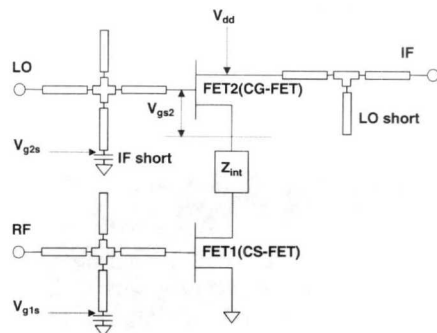 V_dd
LO
IF
FET2(CG-FET)
V_gs2
LO short
V_g2s
IF short
Z_int
RF
FET1(CS-FET)
V_g1s